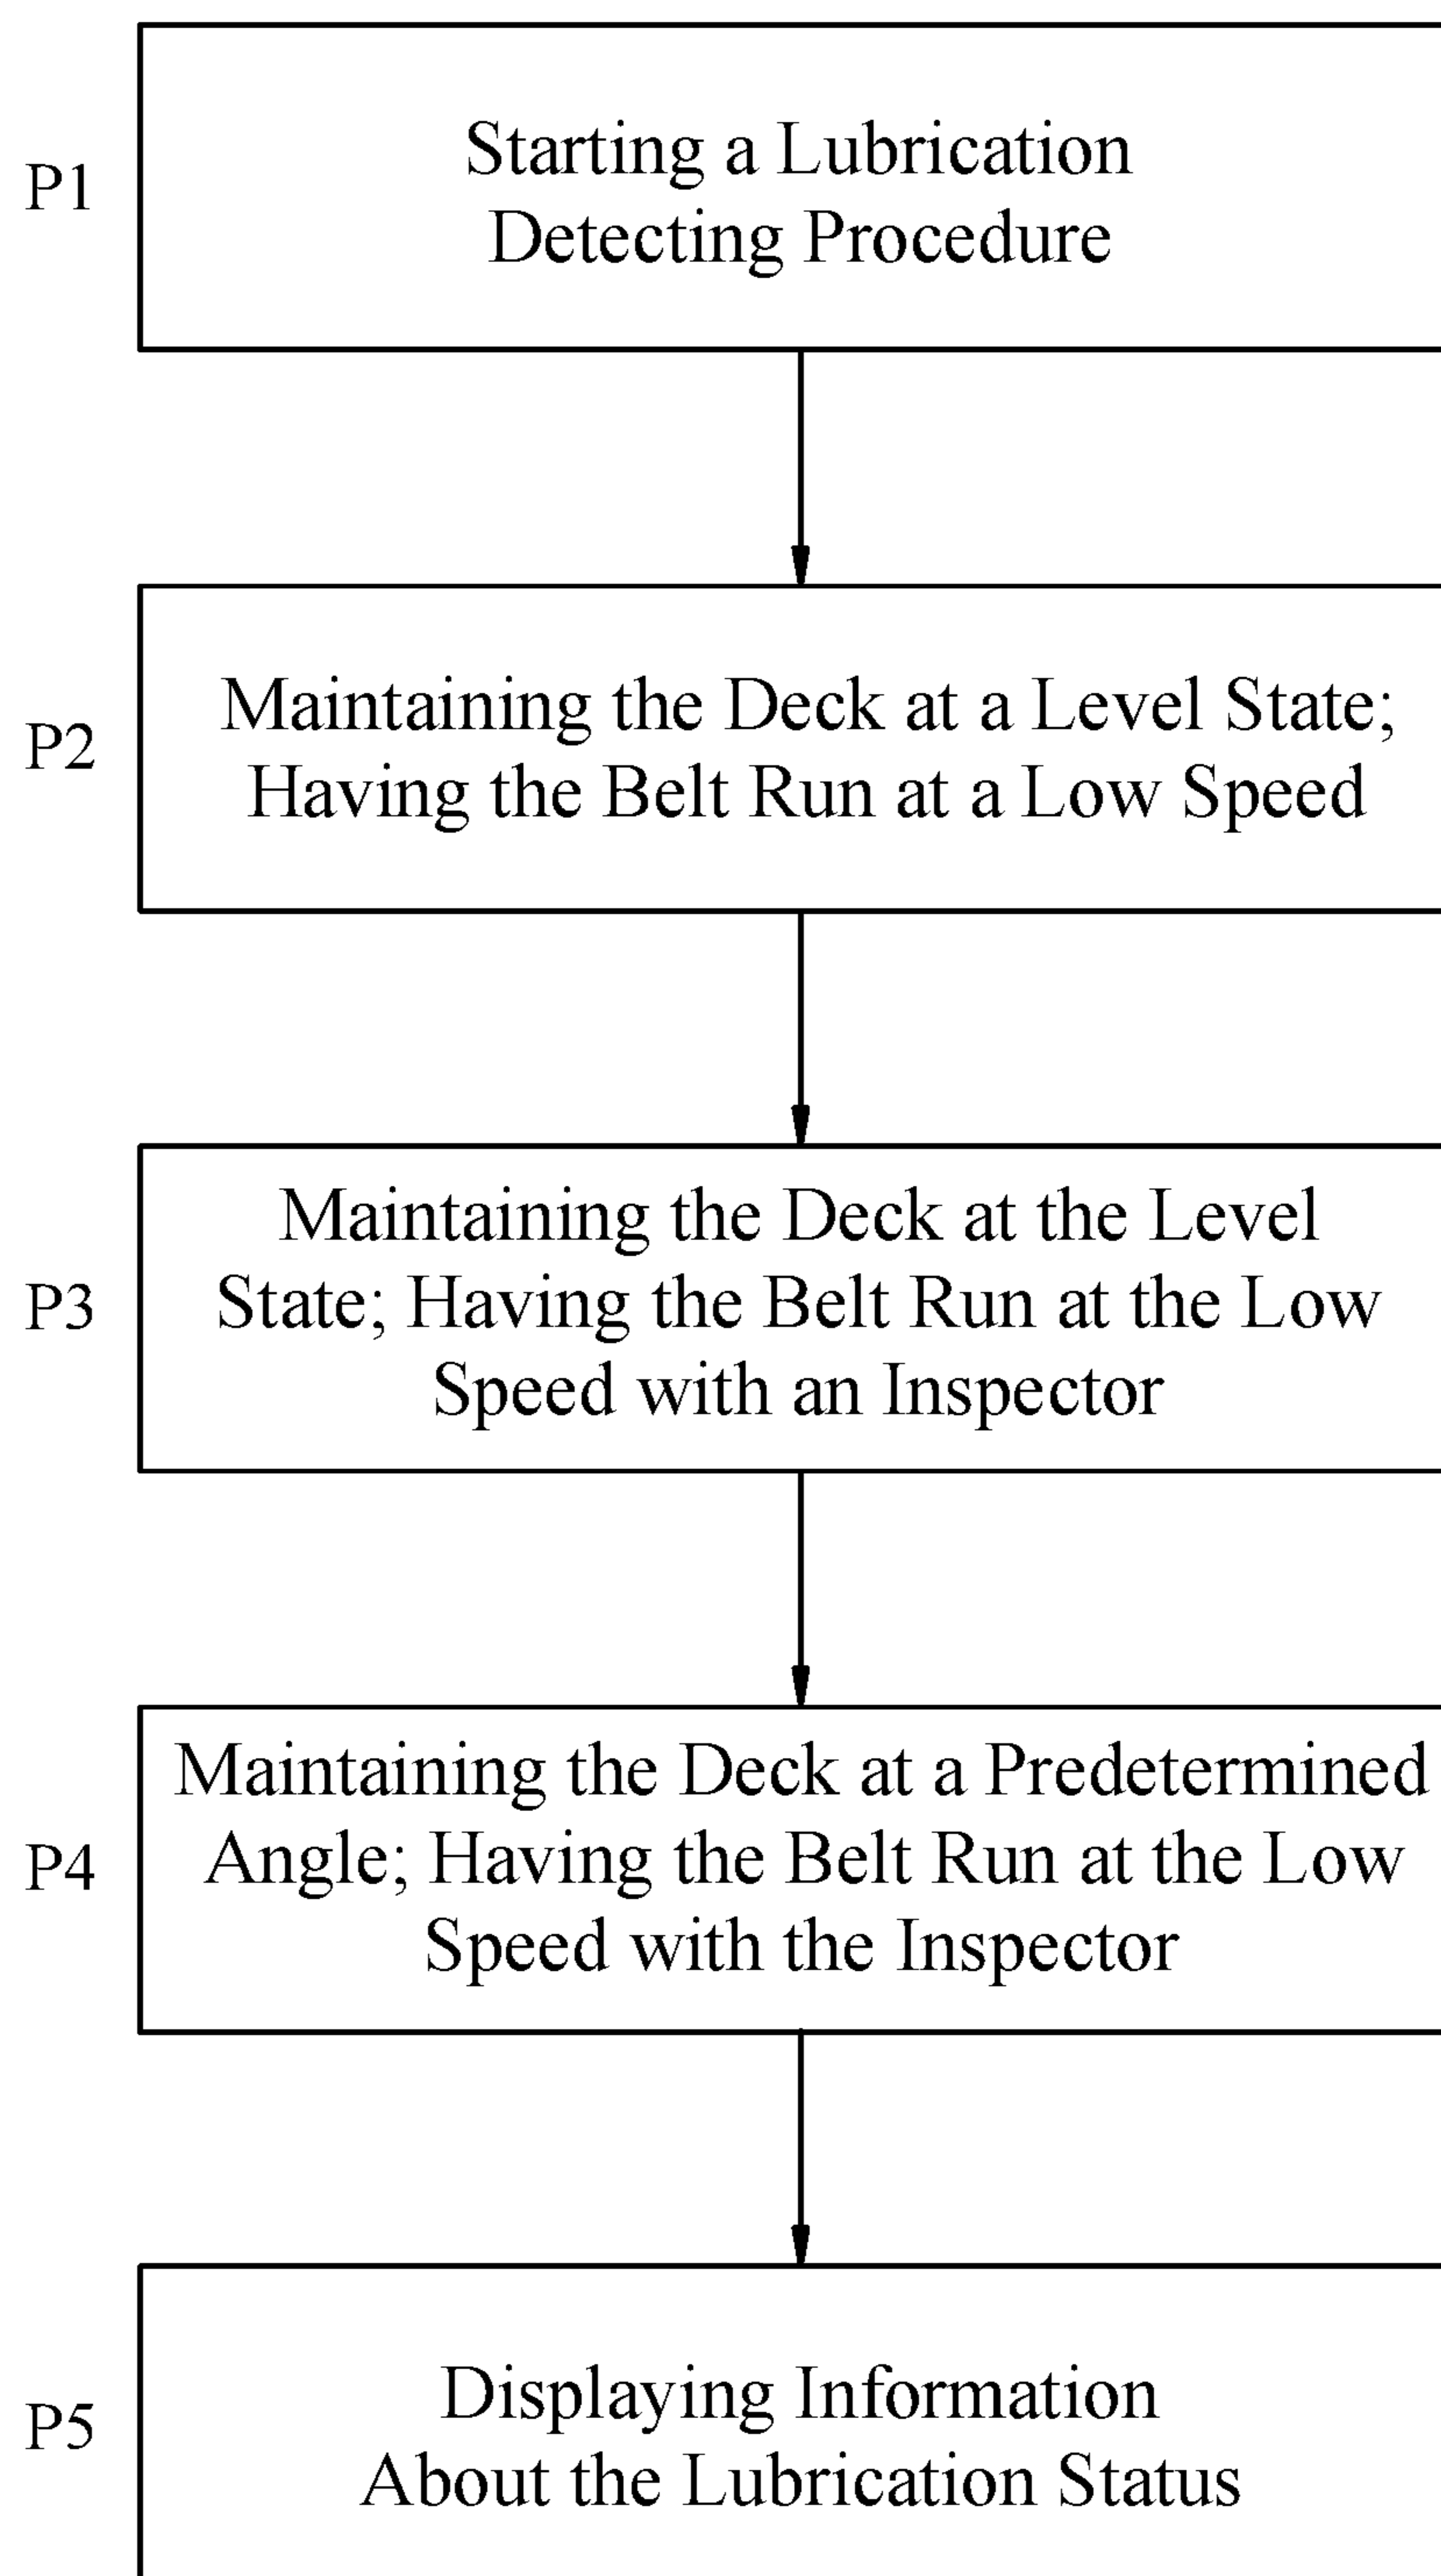 P1
Starting a Lubrication
Detecting Procedure
P2
Maintaining the Deck at a Level State;
Having the Belt Run at a Low Speed
P3
Maintaining the Deck at the Level
State; Having the Belt Run at the Low
Speed with an Inspector
P4
Maintaining the Deck at a Predetermined
Angle; Having the Belt Run at the Low
Speed with the Inspector
P5
Displaying Information
About the Lubrication Status